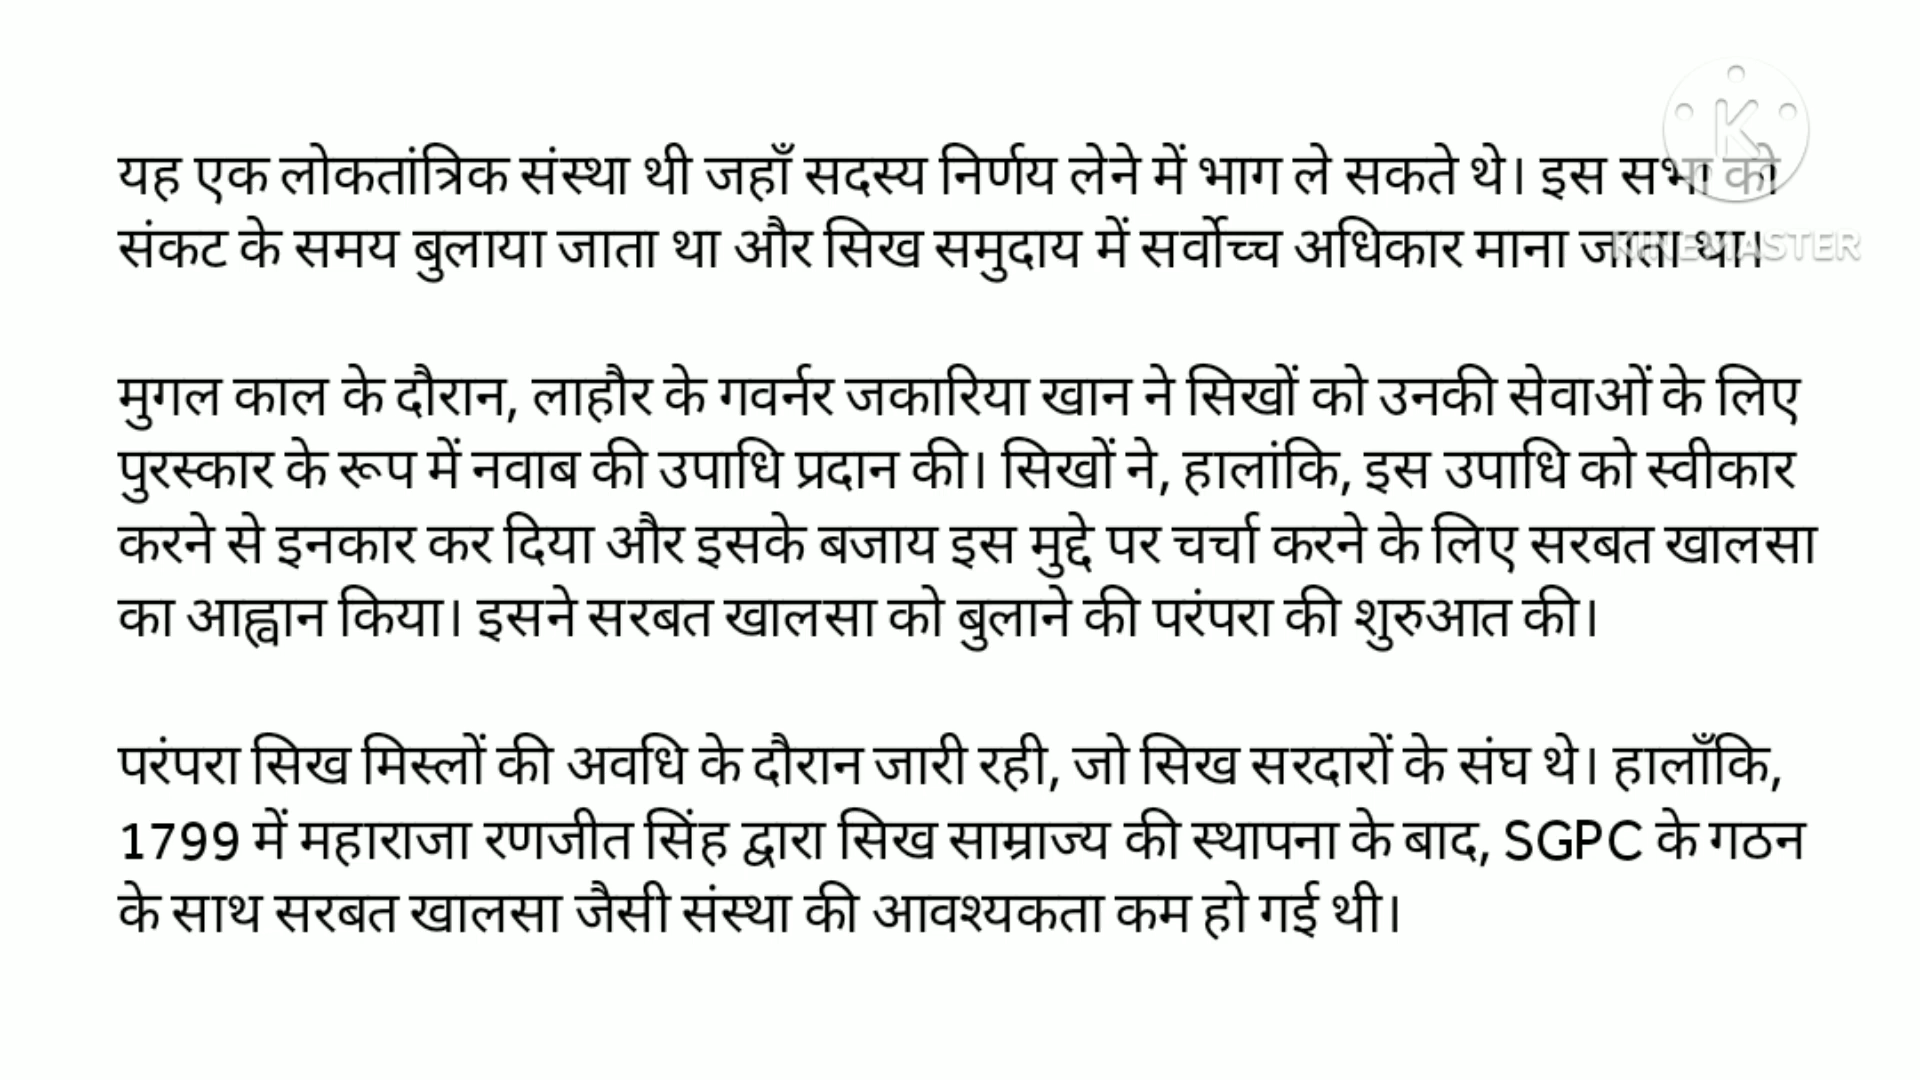 यह एक लोकतांत्रिक संस्था थी जहाँ सदस्य निर्णय लेने में भाग ले सकते थे। इस सभा को
संकट के समय बुलाया जाता था और सिख समुदाय में सर्वोच्च अधिकार माना जाता था।
मुगल काल के दौरान, लाहौर के गवर्नर जकारिया खान ने सिखों को उनकी सेवाओं के लिए
पुरस्कार के रूप में नवाब की उपाधि प्रदान की। सिखों ने, हालांकि, इस उपाधि को स्वीकार
करने से इनकार कर दिया और इसके बजाय इस मुद्दे पर चर्चा करने के लिए सरबत खालसा
का आह्वान किया। इसने सरबत खालसा को बुलाने की परंपरा की शुरुआत की।
परंपरा सिख मिस्लों की अवधि के दौरान जारी रही, जो सिख सरदारों के संघ थे। हालाँकि,
1799 में महाराजा रणजीत सिंह द्वारा सिख साम्राज्य की स्थापना के बाद, SGPC के गठन
के साथ सरबत खालसा जैसी संस्था की आवश्यकता कम हो गई थी।
K
KINEMASTER